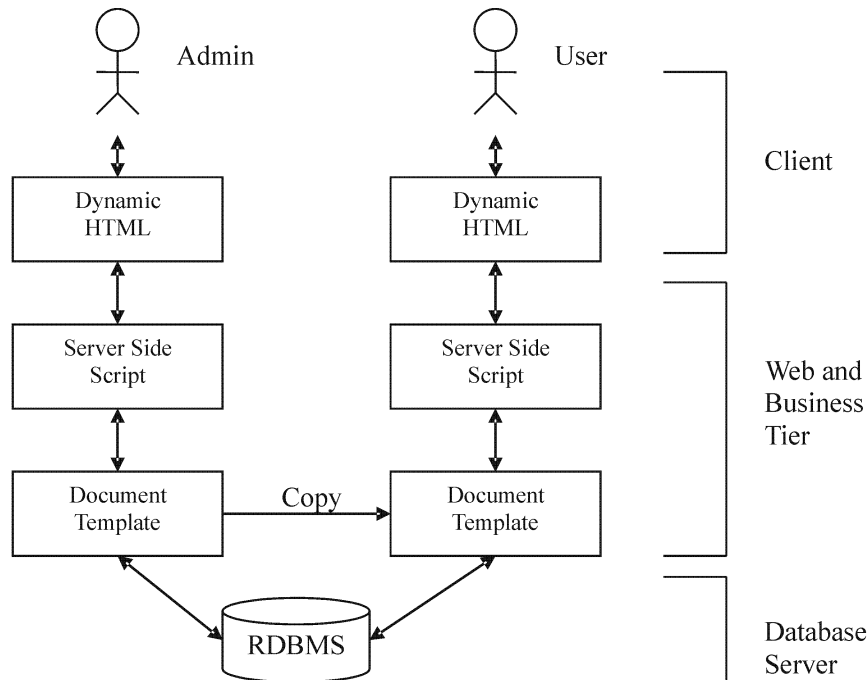 Admin
User
Client
Dynamic
HTML
Dynamic
HTML
Server Side
Script
Server Side
Script
Web and
Business
Tier
Document
Template
Copy
Document
Template
RDBMS
Database
Server